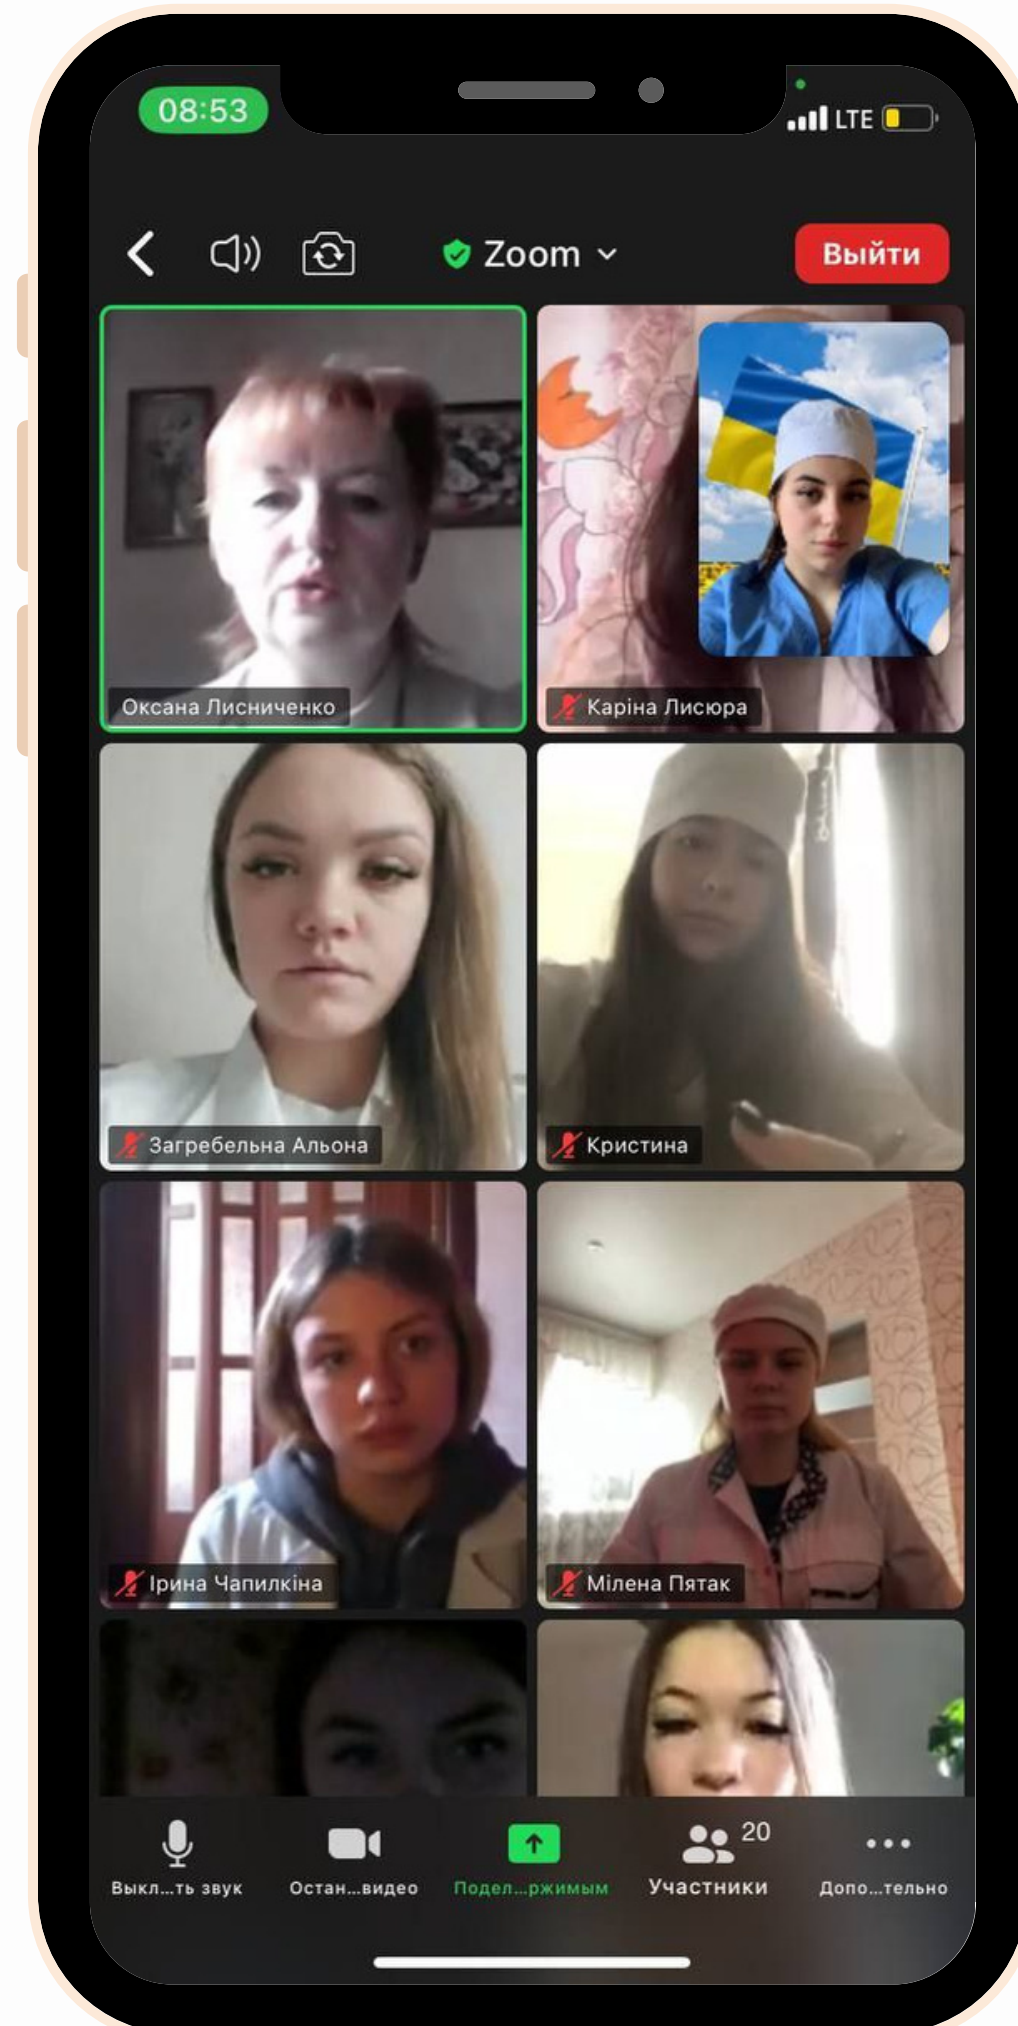 08:53
LTE
Zoom
Выйти
Оксана Лисниченко
Каріна Лисюра
Загребельна Альона
Кристина
Ірина Чапилкіна
Мілена Пятак
20
Выкл...ть звук
Остан...видео
Подел...ржимым
Участники
Допо...тельно